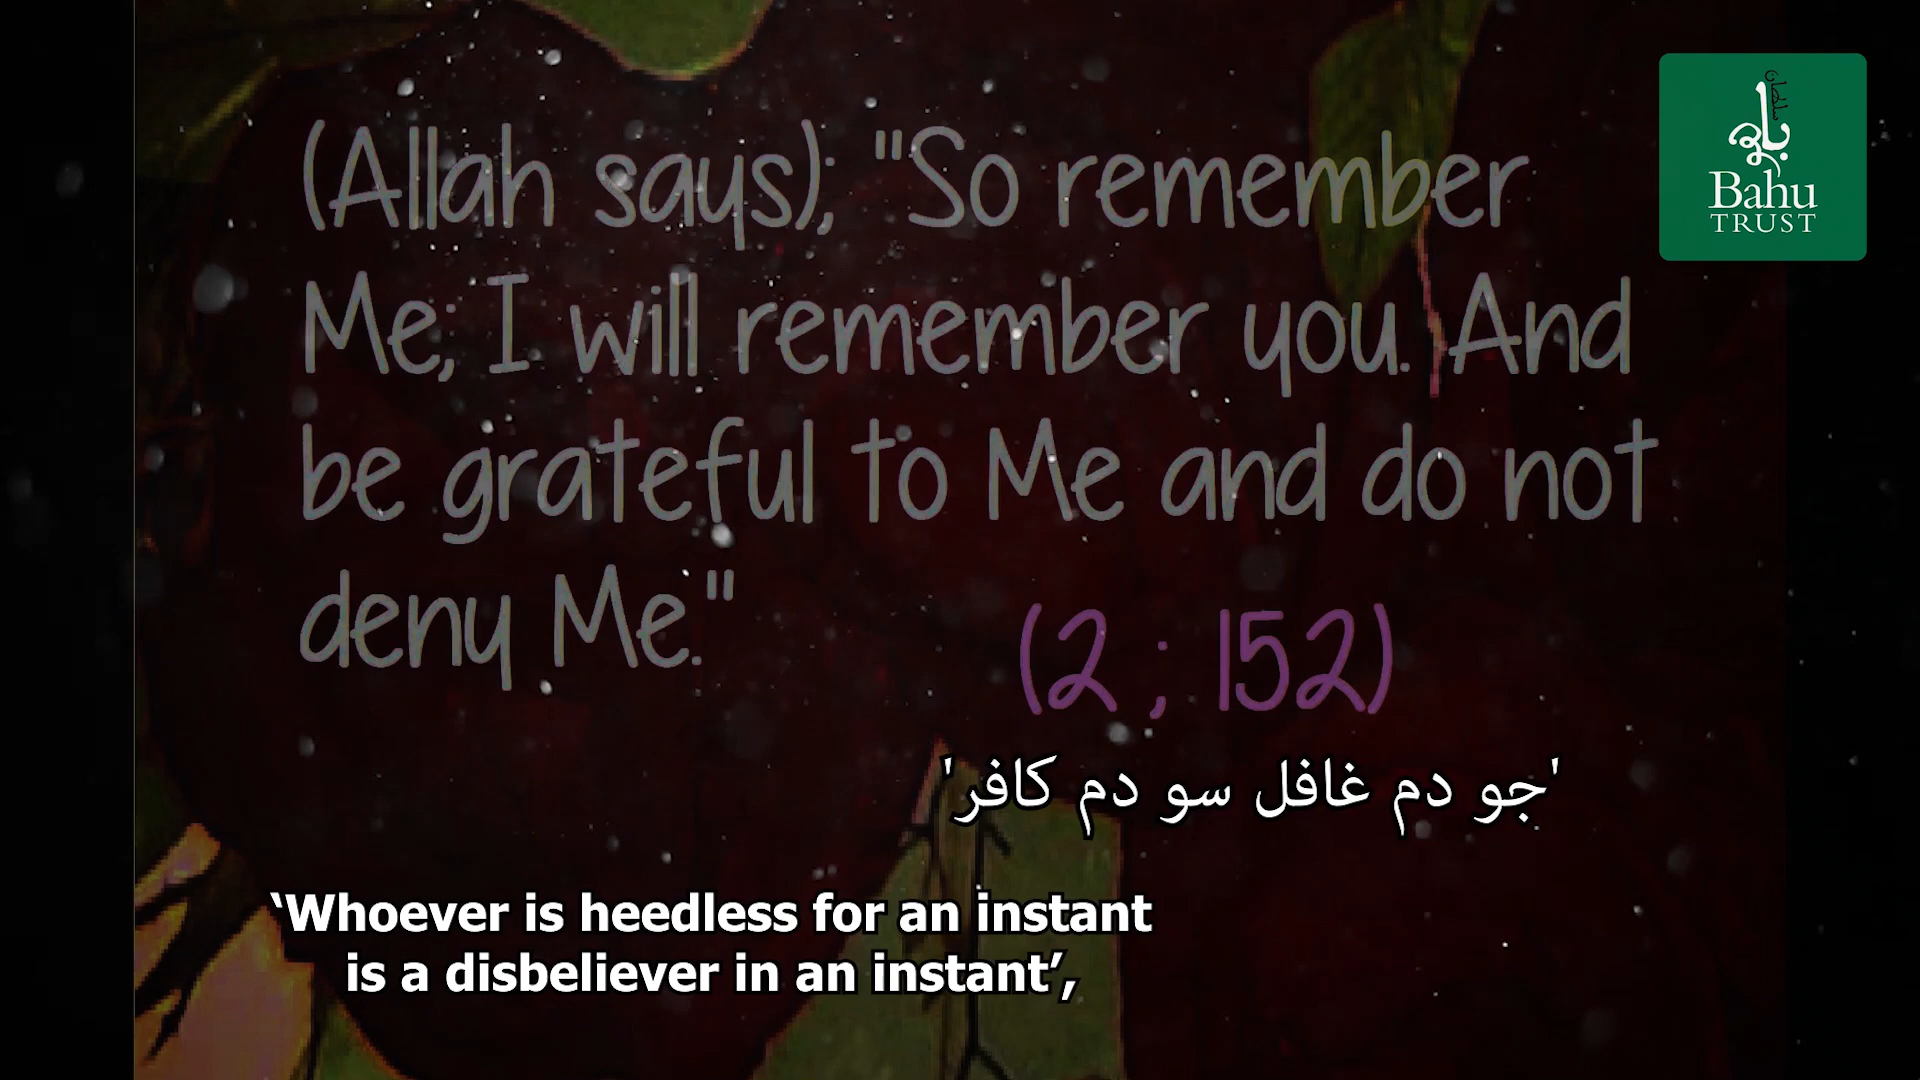 (Allah says); "So remember
Me; I will remember you. And
be grateful to Me and do not
deny Me."
(2 ; 152)
'جو دم غافل سو دم کافر'
‘Whoever is heedless for an instant
is a disbeliever in an instant’,
سلطان
باہو
Bahu
TRUST